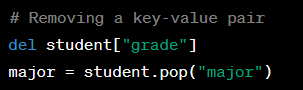 # Removing a key-value pair
del student["grade"]
major = student.pop("major")